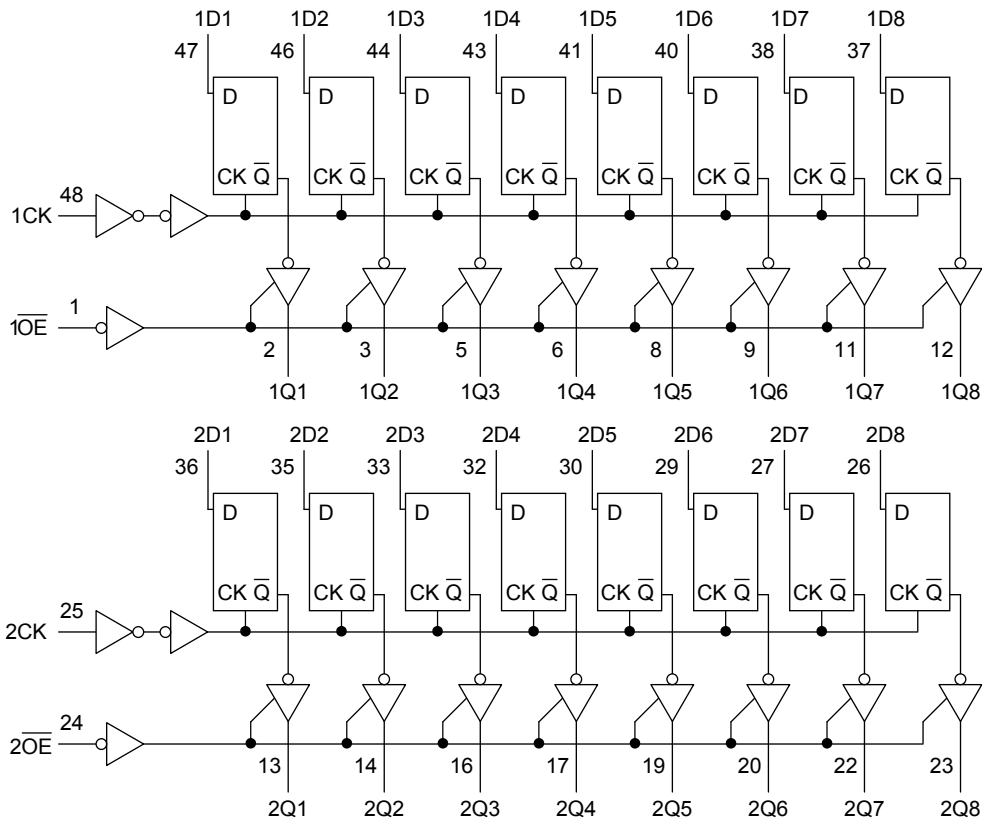 1D1 1D2 1D3 1D4 1D5 1D6 1D7 1D8
47 46 44 43 41 40 38 37
D D D D D D D D
CK Q̅ CK Q̅ CK Q̅ CK Q̅ CK Q̅ CK Q̅ CK Q̅ CK Q̅
48
1CK
1
1O̅E̅
2 3 5 6 8 9 11 12
1Q1 1Q2 1Q3 1Q4 1Q5 1Q6 1Q7 1Q8
2D1 2D2 2D3 2D4 2D5 2D6 2D7 2D8
36 35 33 32 30 29 27 26
D D D D D D D D
CK Q̅ CK Q̅ CK Q̅ CK Q̅ CK Q̅ CK Q̅ CK Q̅ CK Q̅
25
2CK
24
2O̅E̅
13 14 16 17 19 20 22 23
2Q1 2Q2 2Q3 2Q4 2Q5 2Q6 2Q7 2Q8